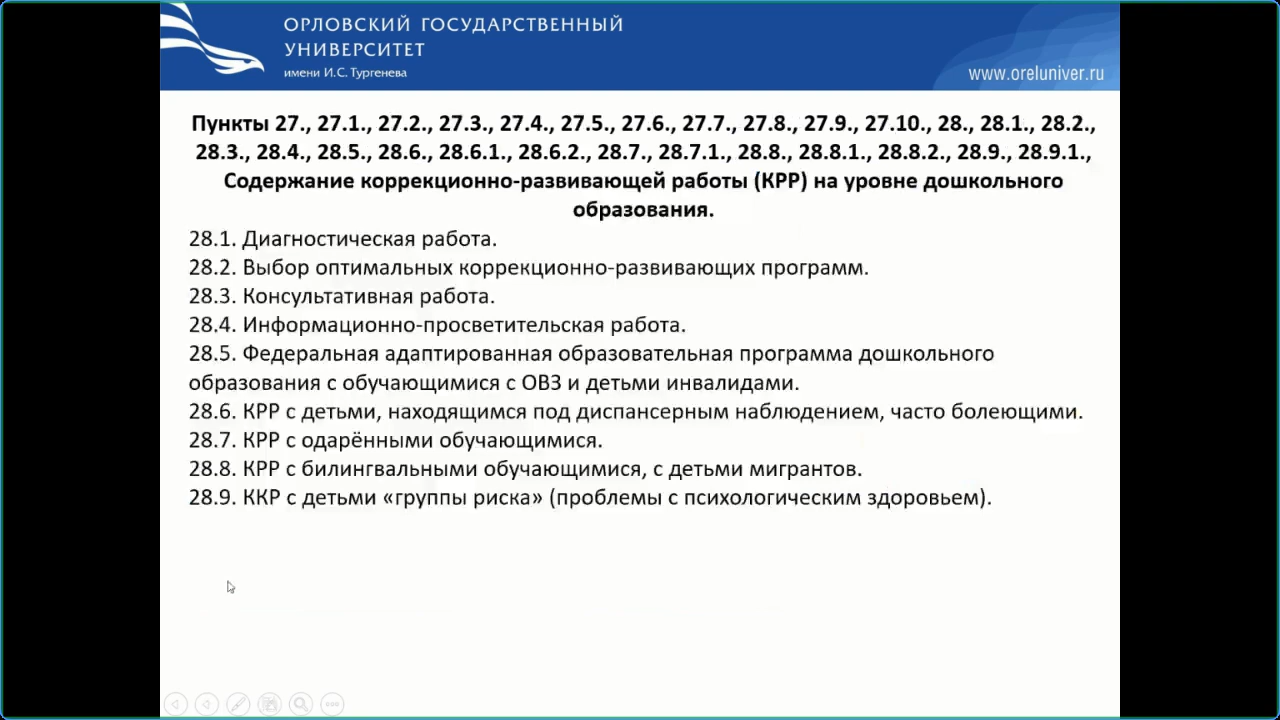 ОРЛОВСКИЙ ГОСУДАРСТВЕННЫЙ
УНИВЕРСИТЕТ
имени И.С. Тургенева
www.oreluniver.ru
Пункты 27., 27.1., 27.2., 27.3., 27.4., 27.5., 27.6., 27.7., 27.8., 27.9., 27.10., 28., 28.1., 28.2.,
28.3., 28.4., 28.5., 28.6., 28.6.1., 28.6.2., 28.7., 28.7.1., 28.8., 28.8.1., 28.8.2., 28.9., 28.9.1.,
Содержание коррекционно-развивающей работы (КРР) на уровне дошкольного
образования.
28.1. Диагностическая работа.
28.2. Выбор оптимальных коррекционно-развивающих программ.
28.3. Консультативная работа.
28.4. Информационно-просветительская работа.
28.5. Федеральная адаптированная образовательная программа дошкольного
образования с обучающимися с ОВЗ и детьми инвалидами.
28.6. КРР с детьми, находящимся под диспансерным наблюдением, часто болеющими.
28.7. КРР с одарёнными обучающимися.
28.8. КРР с билингвальными обучающимися, с детьми мигрантов.
28.9. ККР с детьми «группы риска» (проблемы с психологическим здоровьем).